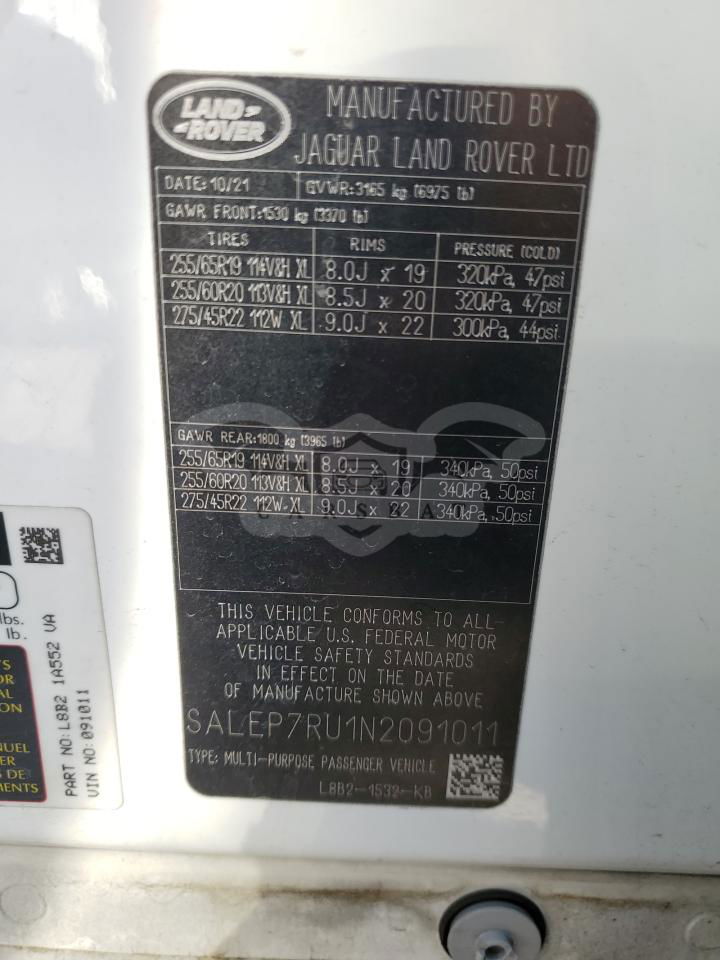 LAND ROVER
MANUFACTURED BY
JAGUAR LAND ROVER LTD
DATE: 10/21 GVWR:3165 kg (6975 lb)
GAWR FRONT:1530 kg (3370 lb)
TIRES RIMS PRESSURE (COLD)
255/65R19 114V&H XL 8.0J x 19 320kPa, 47psi
255/60R20 113V&H XL 8.5J x 20 320kPa, 47psi
275/45R22 112W XL 9.0J x 22 300kPa, 44psi
GAWR REAR:1800 kg (3965 lb)
255/65R19 114V&H XL 8.0J x 19 340kPa, 50psi
255/60R20 113V&H XL 8.5J x 20 340kPa, 50psi
275/45R22 112W XL 9.0J x 22 340kPa, 50psi
THIS VEHICLE CONFORMS TO ALL
APPLICABLE U.S. FEDERAL MOTOR
VEHICLE SAFETY STANDARDS
IN EFFECT ON THE DATE
OF MANUFACTURE SHOWN ABOVE
SALEP7RU1N2091011
TYPE: MULTI-PURPOSE PASSENGER VEHICLE
L8B2-1532-KB
lbs.
lb.
PART NO: L8B2 1A552 VA
VIN NO: 091011